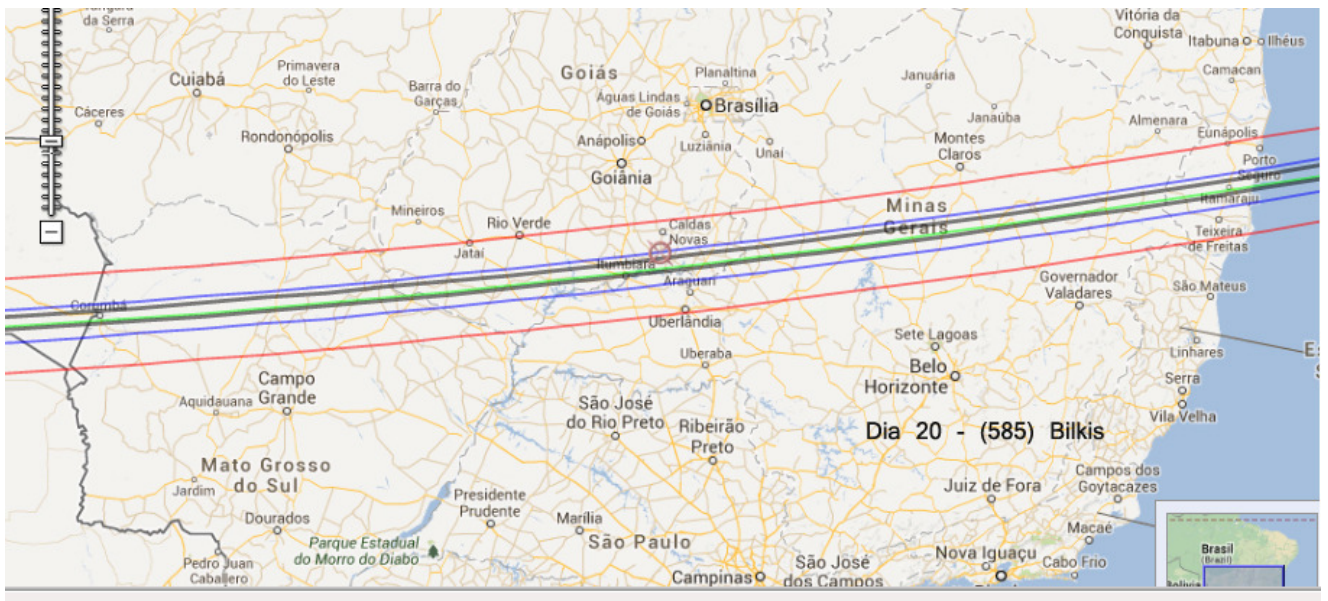 da Serra
Cuiabá
Primavera
do Leste
Cáceres
Rondonópolis
Barra do
Garças
Goiás
Planaltina
Águas Lindas
de Goiás
Brasília
Anápolis
Luziânia
Unaí
Goiânia
Januária
Janaúba
Montes
Claros
Vitória da
Conquista
Itabuna
Ilhéus
Camacan
Almenara
Eunápolis
Porto
Seguro
Itamaraju
Teixeira
de Freitas
Mineiros
Rio Verde
Jataí
Caldas
Novas
Itumbiara
Araguari
Uberlândia
Uberaba
Minas
Gerais
Corumbá
Governador
Valadares
São Mateus
Linhares
Serra
Vila Velha
Sete Lagoas
Belo
Horizonte
Campo
Grande
Aquidauana
São José
do Rio Preto
Ribeirão
Preto
Dia 20 - (585) Bilkis
Mato Grosso
do Sul
Jardim
Dourados
Presidente
Prudente
Marília
São Paulo
Parque Estadual
do Morro do Diabo
Pedro Juan
Caballero
Campinas
São José
dos Campos
Juiz de Fora
Campos dos
Goytacazes
Macaé
Nova Iguaçu
Cabo Frio
Brasil
(Brazil)
Bolivia